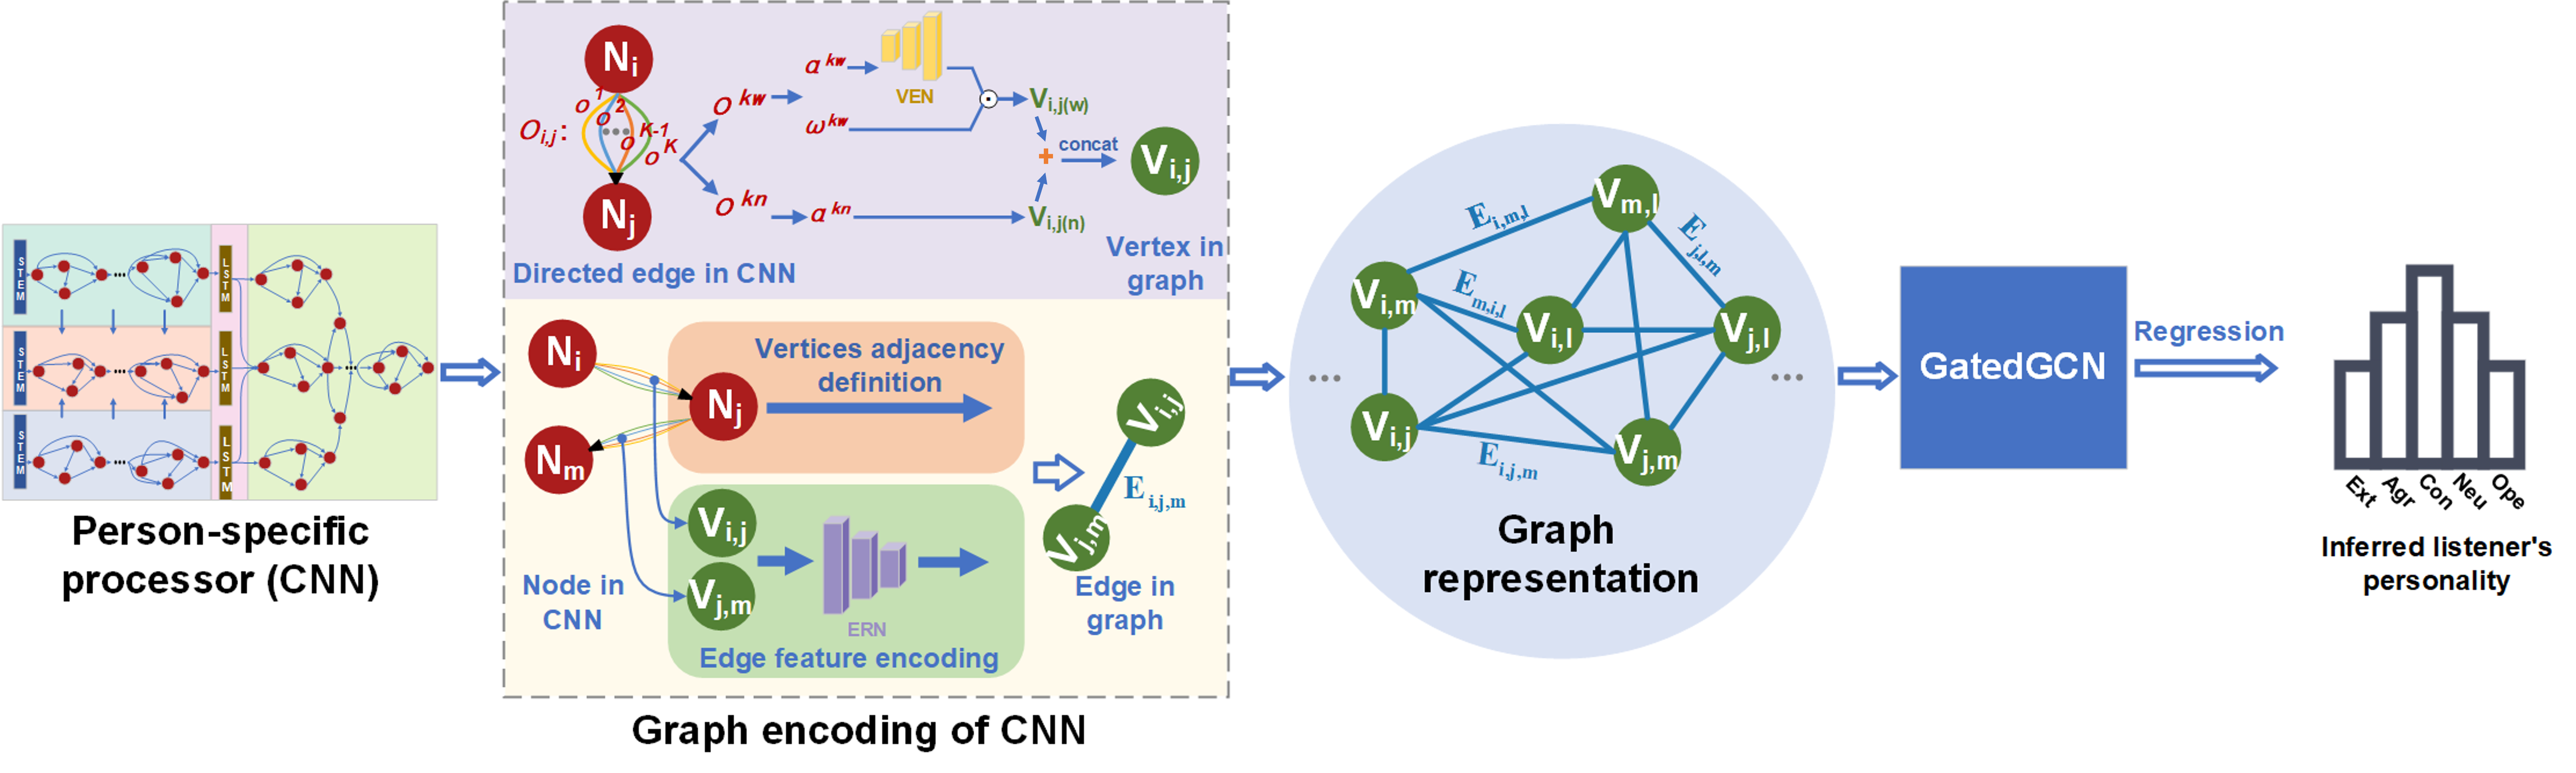 STEM
LSTM
STEM
LSTM
STEM
LSTM
Person-specific
processor (CNN)
N_i
O^1
O^2
O_{i,j}:
O^{K-1}
O^K
N_j
Directed edge in CNN
O^{kw}
α^{kw}
VEN
ω^{kw}
V_{i,j(w)}
+
concat
V_{i,j}
O^{kn}
α^{kn}
V_{i,j(n)}
Vertex in
graph
N_i
N_j
N_m
Node in
CNN
Vertices adjacency
definition
V_{i,j}
V_{j,m}
ERN
Edge feature encoding
V_{i,j}
E_{i,j,m}
V_{j,m}
Edge in
graph
Graph encoding of CNN
V_{m,l}
E_{i,m,l}
E_{j,l,m}
V_{i,m}
E_{m,i,l}
V_{i,l}
V_{j,l}
V_{i,j}
E_{i,j,m}
V_{j,m}
Graph
representation
GatedGCN
Regression
Ext
Agr
Con
Neu
Ope
Inferred listener's
personality